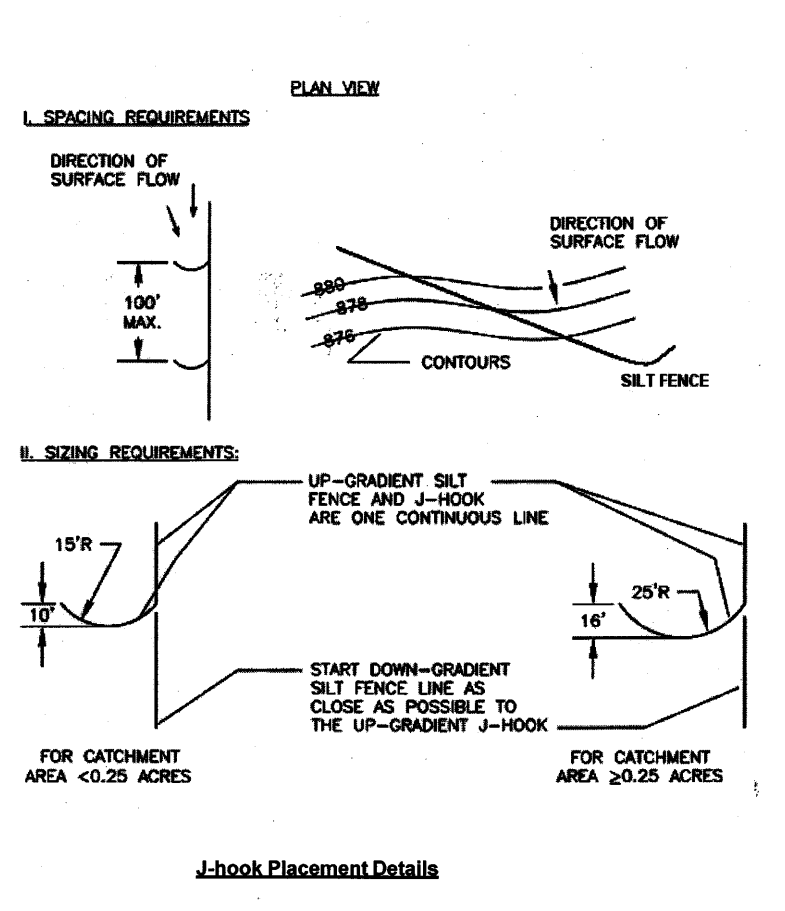 PLAN VIEW
I. SPACING REQUIREMENTS
DIRECTION OF
SURFACE FLOW
100'
MAX.
DIRECTION OF
SURFACE FLOW
880
878
876
CONTOURS
SILT FENCE
II. SIZING REQUIREMENTS:
UP-GRADIENT SILT
FENCE AND J-HOOK
ARE ONE CONTINUOUS LINE
15'R
10'
25'R
16'
START DOWN-GRADIENT
SILT FENCE LINE AS
CLOSE AS POSSIBLE TO
THE UP-GRADIENT J-HOOK
FOR CATCHMENT
AREA <0.25 ACRES
FOR CATCHMENT
AREA ≥0.25 ACRES
J-hook Placement Details